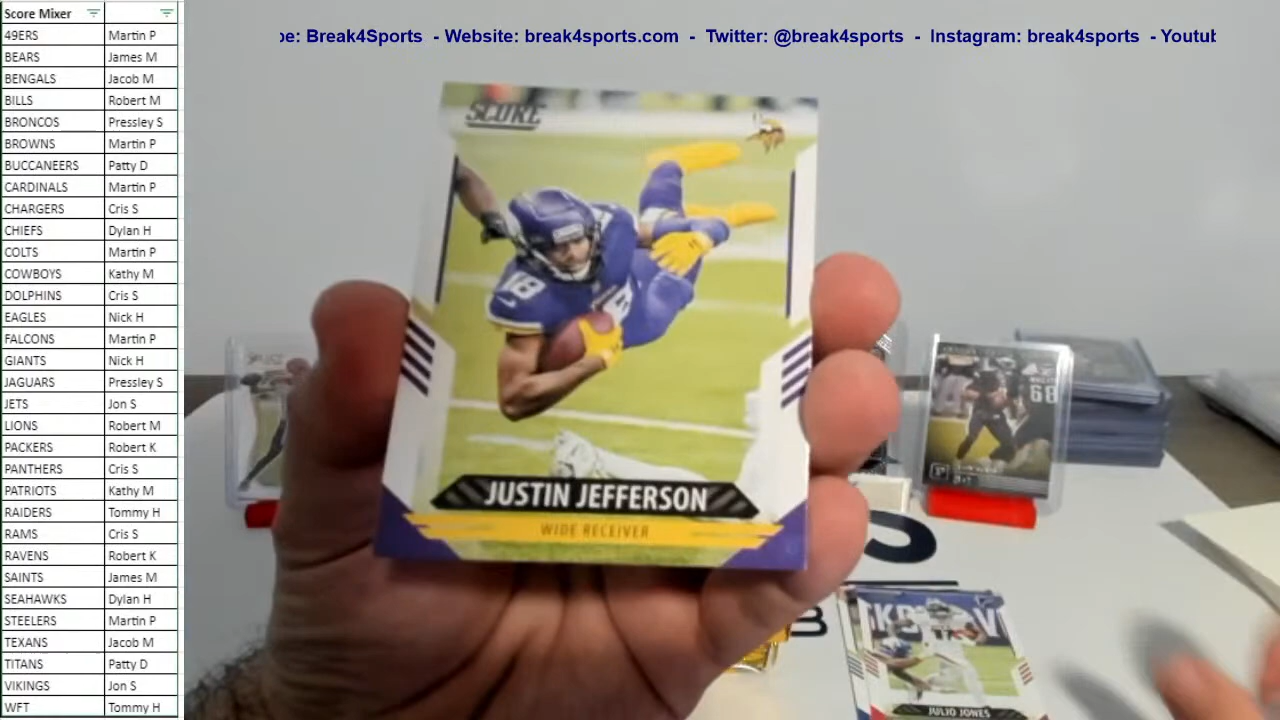 Score Mixer
49ERS Martin P
BEARS James M
BENGALS Jacob M
BILLS Robert M
BRONCOS Pressley S
BROWNS Martin P
BUCCANEERS Patty D
CARDINALS Martin P
CHARGERS Cris S
CHIEFS Dylan H
COLTS Martin P
COWBOYS Kathy M
DOLPHINS Cris S
EAGLES Nick H
FALCONS Martin P
GIANTS Nick H
JAGUARS Pressley S
JETS Jon S
LIONS Robert M
PACKERS Robert K
PANTHERS Cris S
PATRIOTS Kathy M
RAIDERS Tommy H
RAMS Cris S
RAVENS Robert K
SAINTS James M
SEAHAWKS Dylan H
STEELERS Martin P
TEXANS Jacob M
TITANS Patty D
VIKINGS Jon S
WFT Tommy H
be: Break4Sports - Website: break4sports.com - Twitter: @break4sports - Instagram: break4sports - Youtub
SCORE
18
JUSTIN JEFFERSON
WIDE RECEIVER
68
S
B
JULIO JONES